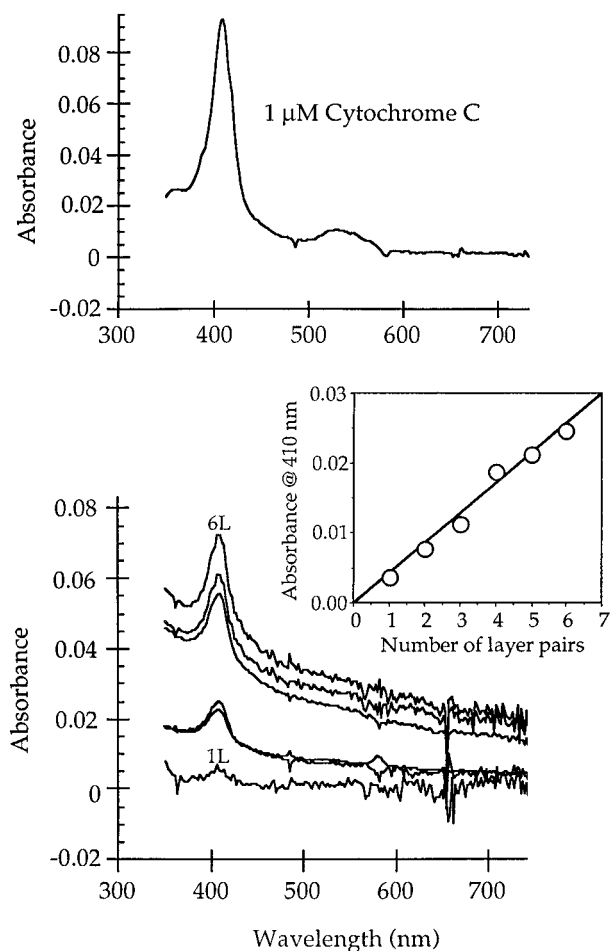 0.08
0.06
0.04
0.02
0
-0.02
Absorbance
1 µM Cytochrome C
300 400 500 600 700
0.03
0.02
0.01
0.00
Absorbance @ 410 nm
0 1 2 3 4 5 6 7
Number of layer pairs
0.08
0.06
0.04
0.02
0
-0.02
Absorbance
6L
1L
300 400 500 600 700
Wavelength (nm)